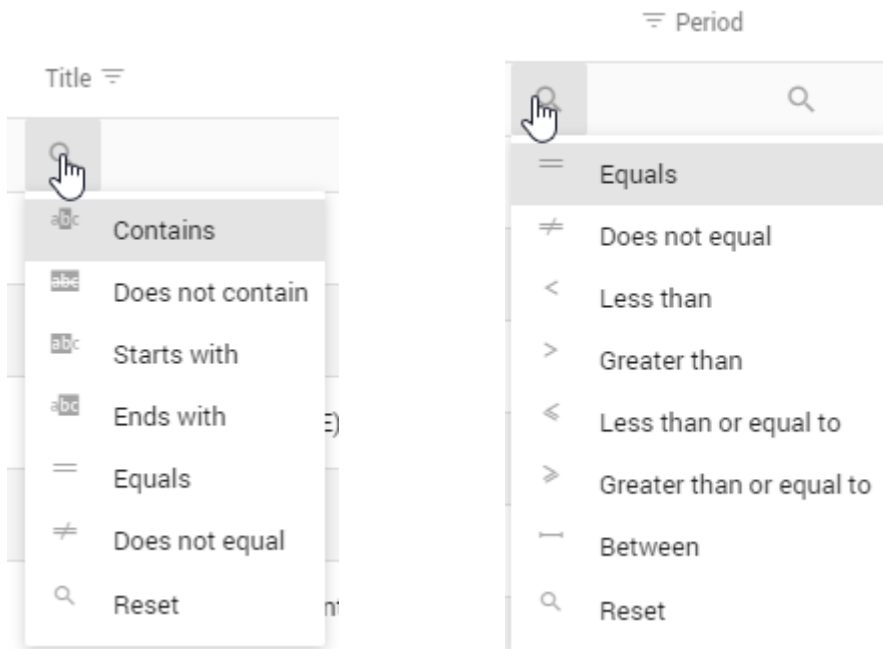 Title
Contains
Does not contain
Starts with
Ends with
Equals
Does not equal
Reset
E)
Period
Equals
Does not equal
Less than
Greater than
Less than or equal to
Greater than or equal to
Between
Reset